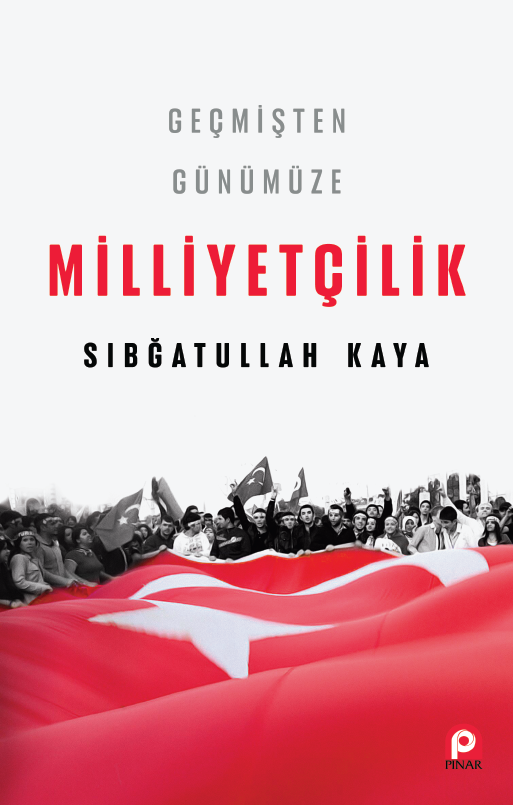 GEÇMİŞTEN
GÜNÜMÜZE
MİLLİYETÇİLİK
SIBĞATULLAH KAYA
PINAR